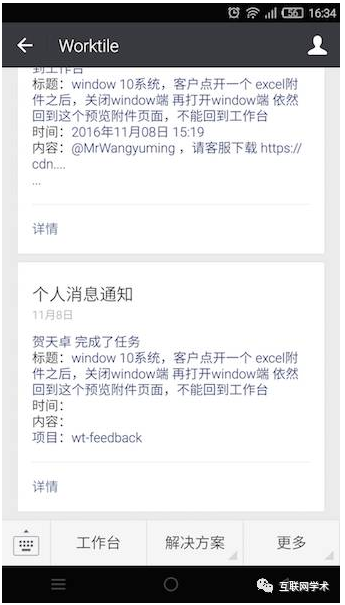 56 16:34
Worktile
到工作台
标题：window 10系统，客户点开一个 excel附
件之后，关闭window端 再打开window端 依然
回到这个预览附件页面，不能回到工作台
时间：2016年11月08日 15:19
内容：@MrWangyuming ，请客服下载 https://
cdn....
...
详情
个人消息通知
11月8日
贺天卓 完成了任务
标题：window 10系统，客户点开一个 excel附
件之后，关闭window端 再打开window端 依然
回到这个预览附件页面，不能回到工作台
时间：
内容：
项目：wt-feedback
详情
工作台 解决方案 更多
互联网学术